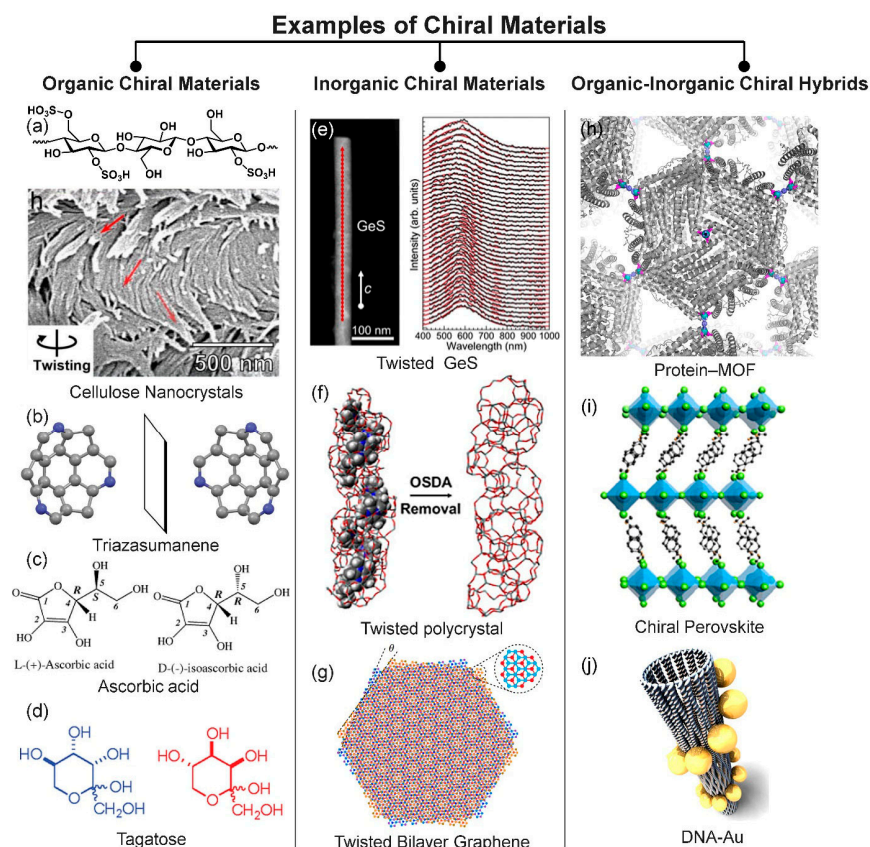 Examples of Chiral Materials
Organic Chiral Materials
Inorganic Chiral Materials
Organic-Inorganic Chiral Hybrids
(a)
HO3S
O
OH
OH
HO
O
O
HO
O
HO
O
O
OSO3H
OH
OSO3H
h
Twisting
500 nm
Cellulose Nanocrystals
(b)
Triazasumanene
(c)
OH
O
O
R
S
5
OH
1
4
6
2
3
H
HO
OH
L-(+)-Ascorbic acid
OH
O
O
R
R
5
OH
1
4
6
2
3
H
HO
OH
D-(-)-isoascorbic acid
Ascorbic acid
(d)
OH
HO
OH
OH
O
CH2OH
OH
HO
OH
OH
O
CH2OH
Tagatose
(e)
GeS
c
100 nm
Intensity (arb. units)
400 500 600 700 800 900 1000
Wavelength (nm)
Twisted GeS
(f)
OSDA
Removal
Twisted polycrystal
(g)
θ
Twisted Bilayer Graphene
(h)
Protein–MOF
(i)
Chiral Perovskite
(j)
DNA-Au